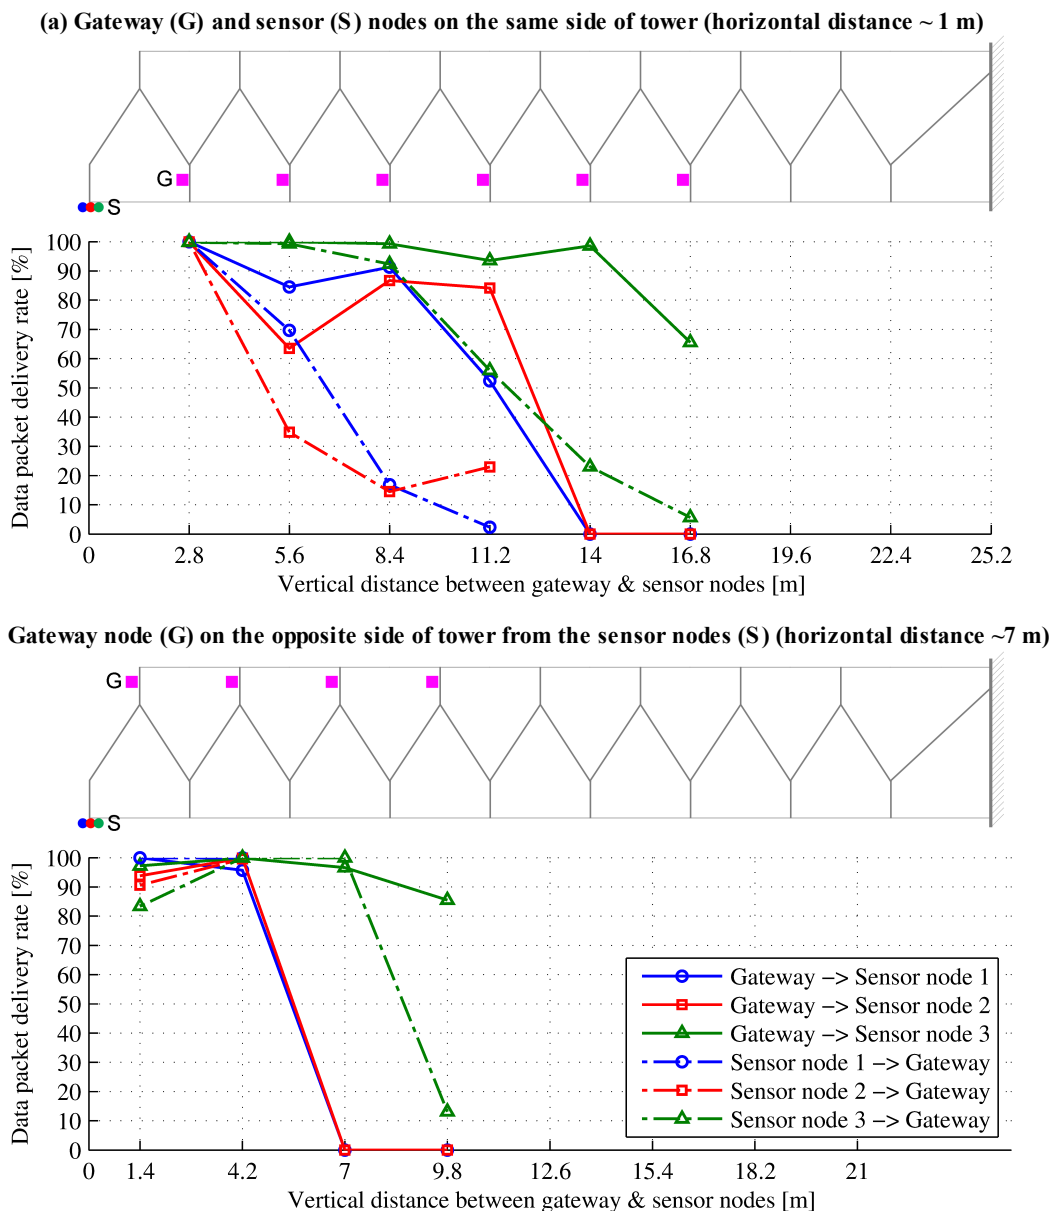 (a) Gateway (G) and sensor (S) nodes on the same side of tower (horizontal distance ~ 1 m)
G
S
100
90
80
70
60
50
40
30
20
10
0
Data packet delivery rate [%]
0 2.8 5.6 8.4 11.2 14 16.8 19.6 22.4 25.2
Vertical distance between gateway & sensor nodes [m]
Gateway node (G) on the opposite side of tower from the sensor nodes (S) (horizontal distance ~7 m)
G
S
100
90
80
70
60
50
40
30
20
10
0
Data packet delivery rate [%]
Gateway −> Sensor node 1
Gateway −> Sensor node 2
Gateway −> Sensor node 3
Sensor node 1 −> Gateway
Sensor node 2 −> Gateway
Sensor node 3 −> Gateway
0 1.4 4.2 7 9.8 12.6 15.4 18.2 21
Vertical distance between gateway & sensor nodes [m]